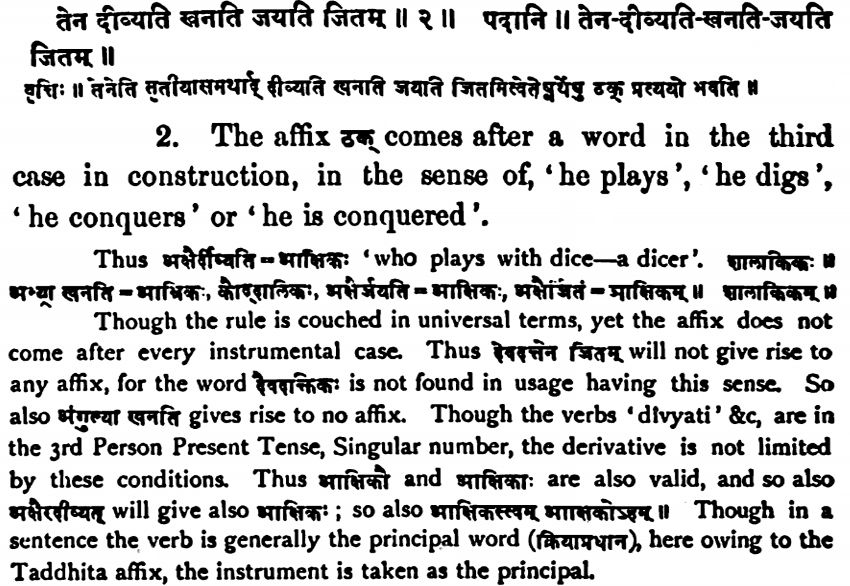 तेन दीव्यति खनति जयति जितम् ॥ २ ॥ पदानि ॥ तेन-दीव्यति-खनति-जयति
जितम् ॥
वृत्तिः ॥ तेनेति तृतीयासमर्थाद् दीव्यति खनाति जयाति जितमित्येतेष्वर्थेषु ठक् प्रत्ययो भवति ॥
2. The affix ठक् comes after a word in the third
case in construction, in the sense of, 'he plays', 'he digs',
'he conquers' or 'he is conquered'.
Thus अक्षैर्दीव्यति = आक्षिकः 'who plays with dice—a dicer'. शालाकिकः ॥
अभ्र्या खनति = आभ्रिकः, कौद्दालिकः, अक्षैर्जयति = आक्षिकः, अक्षैर्जितं = आक्षिकम् ॥ शालाकिकम् ॥
Though the rule is couched in universal terms, yet the affix does not
come after every instrumental case. Thus देवदत्तेन जितम् will not give rise to
any affix, for the word दैवदत्तिकः is not found in usage having this sense. So
also अंगुल्या खनति gives rise to no affix. Though the verbs 'divyati' &c, are in
the 3rd Person Present Tense, Singular number, the derivative is not limited
by these conditions. Thus आक्षिकौ and आक्षिकाः are also valid, and so also
अक्षैरदीव्यत् will give also आक्षिकः ; so also आक्षिकस्त्वम् आक्षिकोऽहम् ॥ Though in a
sentence the verb is generally the principal word (क्रियाप्रधान), here owing to the
Taddhita affix, the instrument is taken as the principal.